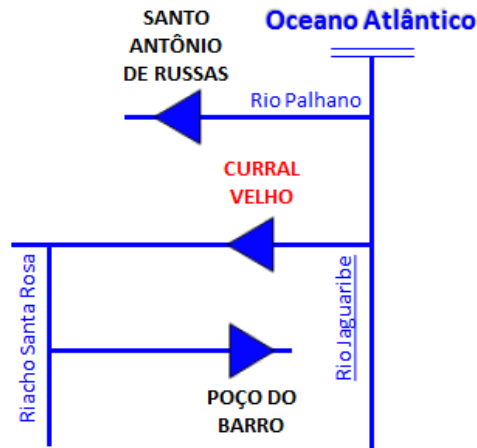 SANTO
ANTÔNIO
DE RUSSAS
Oceano Atlântico
Rio Palhano
CURRAL
VELHO
Riacho Santa Rosa
Rio Jaguaribe
POÇO DO
BARRO